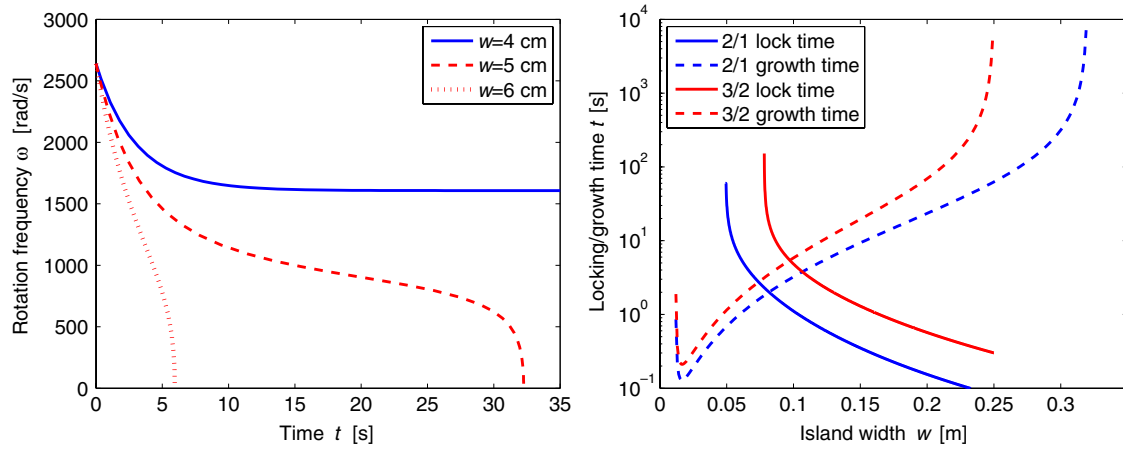 3000
2500
2000
1500
1000
500
0
Rotation frequency ω [rad/s]
0 5 10 15 20 25 30 35
Time t [s]
w=4 cm
w=5 cm
w=6 cm
10^4
10^3
10^2
10^1
10^0
10^-1
Locking/growth time t [s]
0 0.05 0.1 0.15 0.2 0.25 0.3
Island width w [m]
2/1 lock time
2/1 growth time
3/2 lock time
3/2 growth time